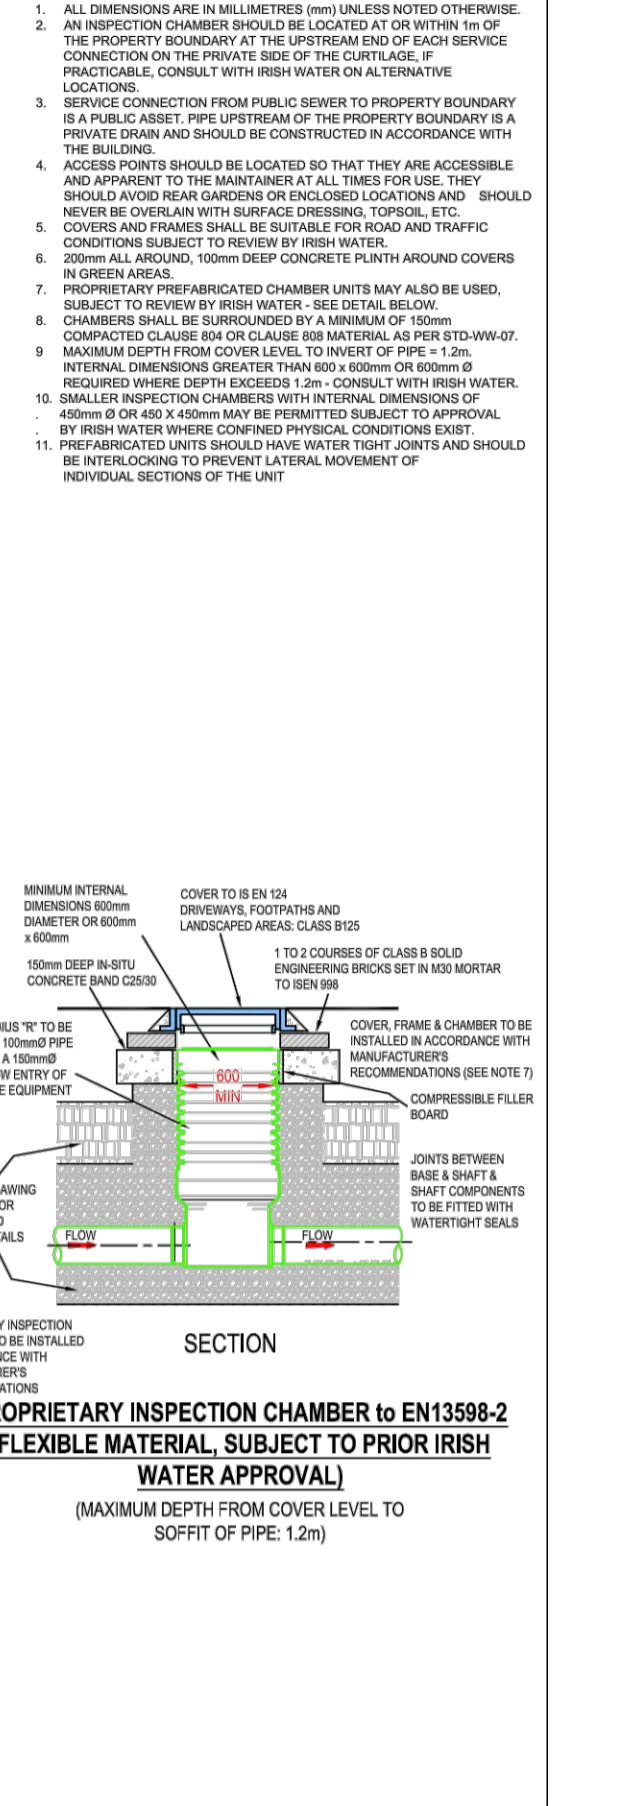 1. ALL DIMENSIONS ARE IN MILLIMETRES (mm) UNLESS NOTED OTHERWISE.
2. AN INSPECTION CHAMBER SHOULD BE LOCATED AT OR WITHIN 1m OF
THE PROPERTY BOUNDARY AT THE UPSTREAM END OF EACH SERVICE
CONNECTION ON THE PRIVATE SIDE OF THE CURTILAGE, IF
PRACTICABLE, CONSULT WITH IRISH WATER ON ALTERNATIVE
LOCATIONS.
3. SERVICE CONNECTION FROM PUBLIC SEWER TO PROPERTY BOUNDARY
IS A PUBLIC ASSET. PIPE UPSTREAM OF THE PROPERTY BOUNDARY IS A
PRIVATE DRAIN AND SHOULD BE CONSTRUCTED IN ACCORDANCE WITH
THE BUILDING.
4. ACCESS POINTS SHOULD BE LOCATED SO THAT THEY ARE ACCESSIBLE
AND APPARENT TO THE MAINTAINER AT ALL TIMES FOR USE. THEY
SHOULD AVOID REAR GARDENS OR ENCLOSED LOCATIONS AND SHOULD
NEVER BE OVERLAIN WITH SURFACE DRESSING, TOPSOIL, ETC.
5. COVERS AND FRAMES SHALL BE SUITABLE FOR ROAD AND TRAFFIC
CONDITIONS SUBJECT TO REVIEW BY IRISH WATER.
6. 200mm ALL AROUND, 100mm DEEP CONCRETE PLINTH AROUND COVERS
IN GREEN AREAS.
7. PROPRIETARY PREFABRICATED CHAMBER UNITS MAY ALSO BE USED,
SUBJECT TO REVIEW BY IRISH WATER - SEE DETAIL BELOW.
8. CHAMBERS SHALL BE SURROUNDED BY A MINIMUM OF 150mm
COMPACTED CLAUSE 804 OR CLAUSE 808 MATERIAL AS PER STD-WW-07.
9 MAXIMUM DEPTH FROM COVER LEVEL TO INVERT OF PIPE = 1.2m.
INTERNAL DIMENSIONS GREATER THAN 600 x 600mm OR 600mm Ø
REQUIRED WHERE DEPTH EXCEEDS 1.2m - CONSULT WITH IRISH WATER.
10. SMALLER INSPECTION CHAMBERS WITH INTERNAL DIMENSIONS OF
. 450mm Ø OR 450 X 450mm MAY BE PERMITTED SUBJECT TO APPROVAL
. BY IRISH WATER WHERE CONFINED PHYSICAL CONDITIONS EXIST.
11. PREFABRICATED UNITS SHOULD HAVE WATER TIGHT JOINTS AND SHOULD
BE INTERLOCKING TO PREVENT LATERAL MOVEMENT OF
INDIVIDUAL SECTIONS OF THE UNIT
MINIMUM INTERNAL
DIMENSIONS 600mm
DIAMETER OR 600mm
x 600mm
COVER TO IS EN 124
DRIVEWAYS, FOOTPATHS AND
LANDSCAPED AREAS: CLASS B125
150mm DEEP IN-SITU
CONCRETE BAND C25/30
1 TO 2 COURSES OF CLASS B SOLID
ENGINEERING BRICKS SET IN M30 MORTAR
TO ISEN 998
IUS "R" TO BE
100mmØ PIPE
A 150mmØ
W ENTRY OF
E EQUIPMENT
COVER, FRAME & CHAMBER TO BE
INSTALLED IN ACCORDANCE WITH
MANUFACTURER'S
RECOMMENDATIONS (SEE NOTE 7)
600
MIN
COMPRESSIBLE FILLER
BOARD
JOINTS BETWEEN
BASE & SHAFT &
SHAFT COMPONENTS
TO BE FITTED WITH
WATERTIGHT SEALS
AWING
OR
AILS
FLOW
FLOW
Y INSPECTION
O BE INSTALLED
NCE WITH
RER'S
ATIONS
SECTION
OPRIETARY INSPECTION CHAMBER to EN13598-2
FLEXIBLE MATERIAL, SUBJECT TO PRIOR IRISH
WATER APPROVAL)
(MAXIMUM DEPTH FROM COVER LEVEL TO
SOFFIT OF PIPE: 1.2m)